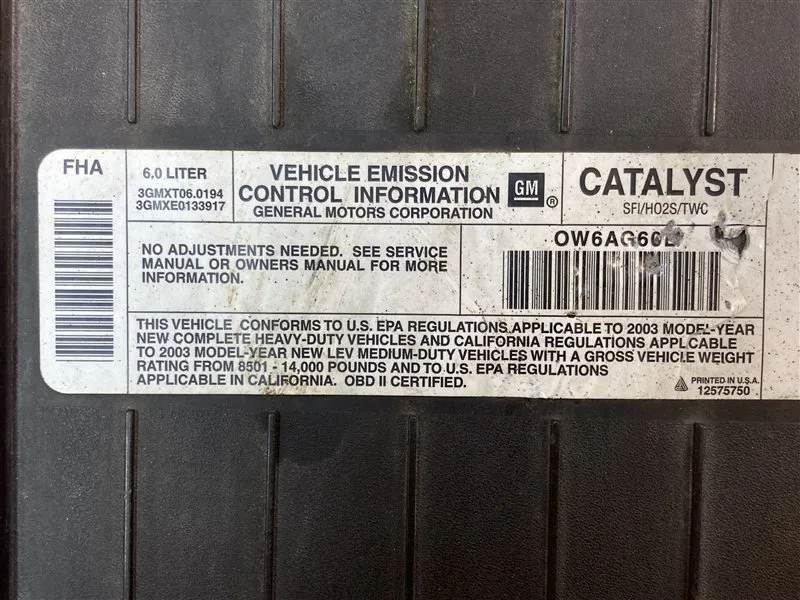 FHA
6.0 LITER
3GMXT06.0194
3GMXE0133917
VEHICLE EMISSION
CONTROL INFORMATION
GENERAL MOTORS CORPORATION
GM ®
CATALYST
SFI/HO2S/TWC
NO ADJUSTMENTS NEEDED. SEE SERVICE
MANUAL OR OWNERS MANUAL FOR MORE
INFORMATION.
THIS VEHICLE CONFORMS TO U.S. EPA REGULATIONS APPLICABLE TO 2003 MODEL-YEAR
NEW COMPLETE HEAVY-DUTY VEHICLES AND CALIFORNIA REGULATIONS APPLICABLE
TO 2003 MODEL-YEAR NEW LEV MEDIUM-DUTY VEHICLES WITH A GROSS VEHICLE WEIGHT
RATING FROM 8501 - 14,000 POUNDS AND TO U.S. EPA REGULATIONS
APPLICABLE IN CALIFORNIA. OBD II CERTIFIED.
PRINTED IN U.S.A.
12575750